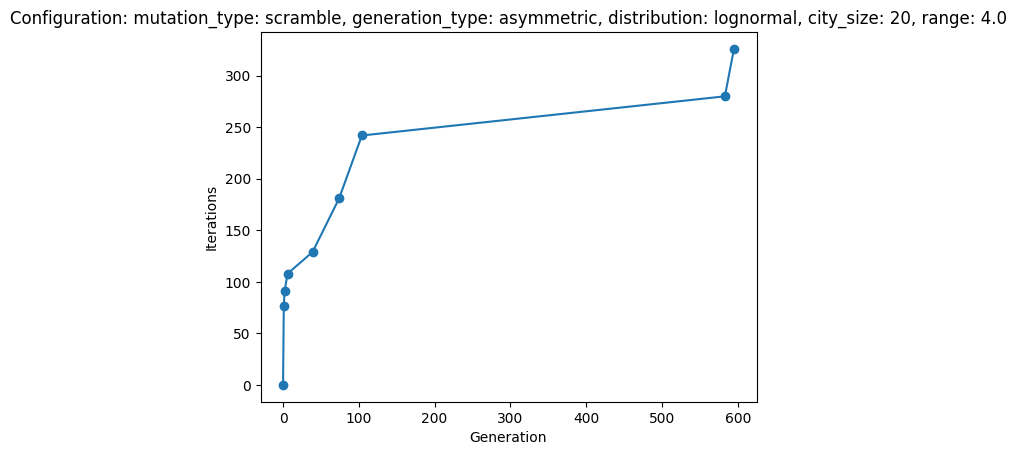 Configuration: mutation_type: scramble, generation_type: asymmetric, distribution: lognormal, city_size: 20, range: 4.0
300
250
200
150
100
50
0
Iterations
0 100 200 300 400 500 600
Generation